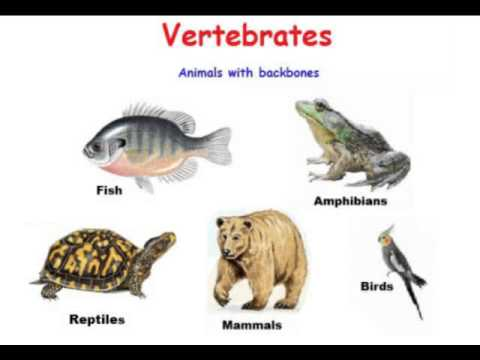 Vertebrates
Animals with backbones
Fish
Amphibians
Birds
Reptiles
Mammals